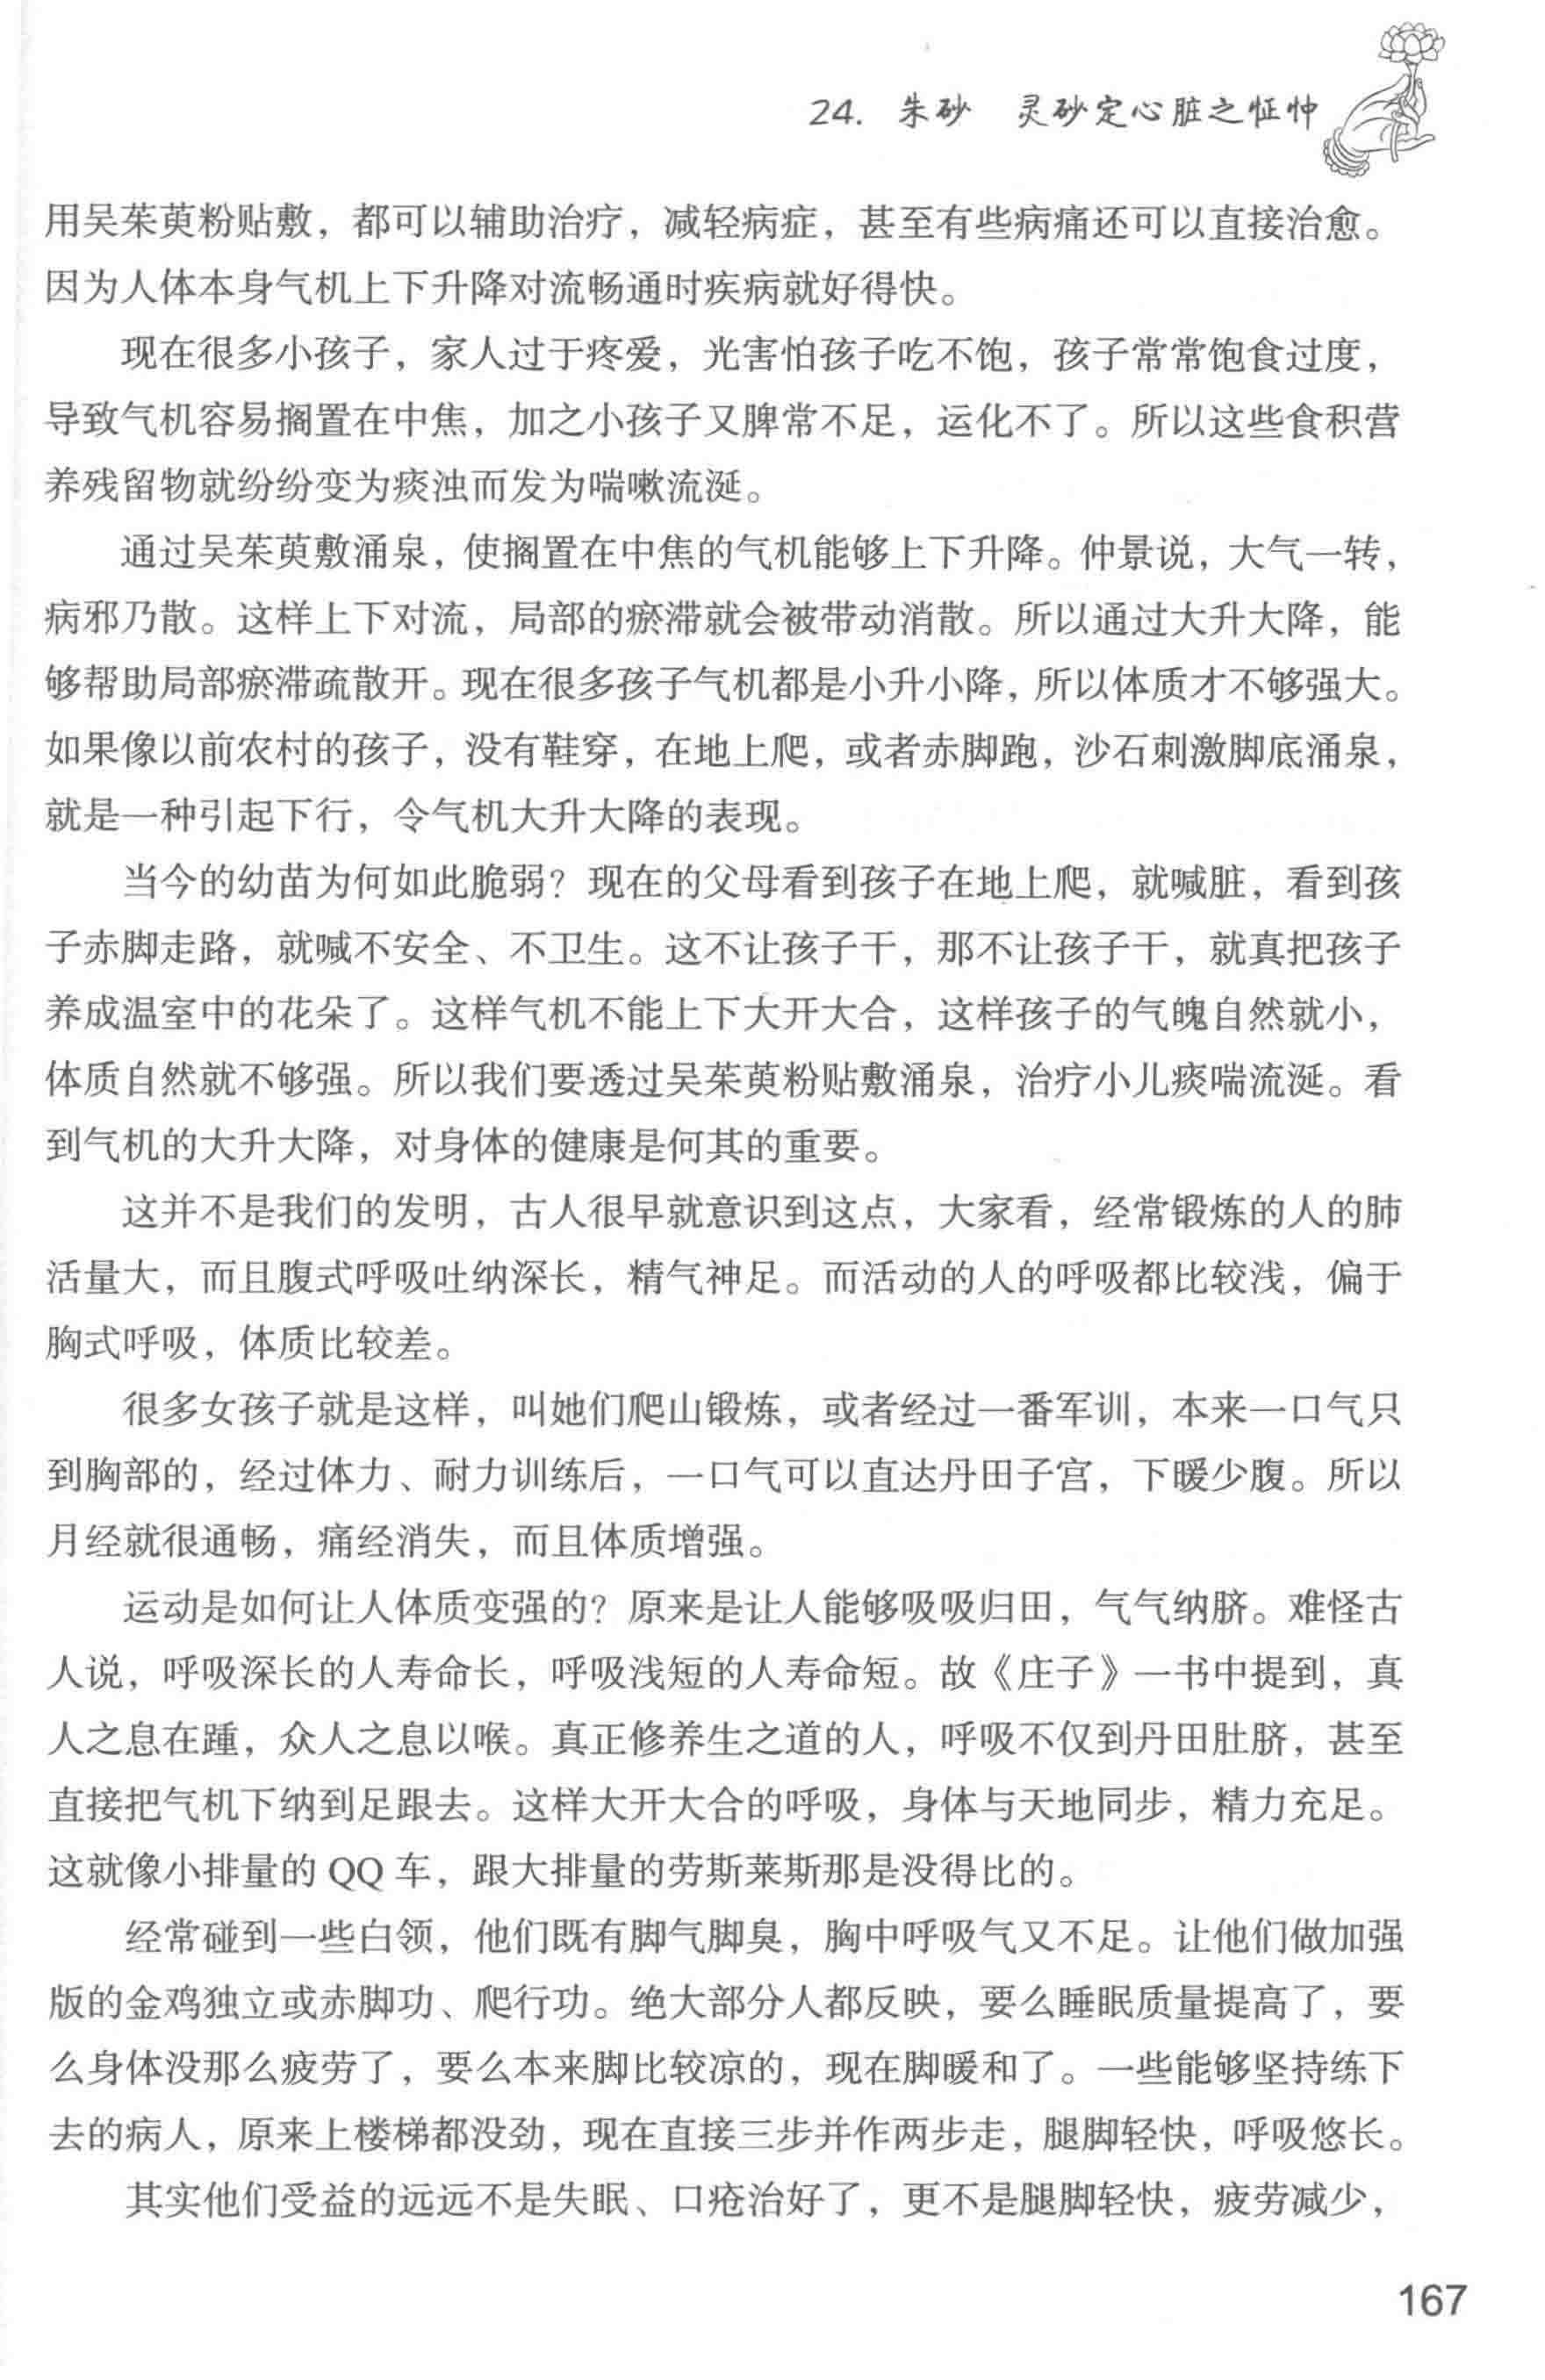 24. 朱砂 灵砂定心脏之怔忡
用吴茱萸粉贴敷，都可以辅助治疗，减轻病症，甚至有些病痛还可以直接治愈。
因为人体本身气机上下升降对流畅通时疾病就好得快。
现在很多小孩子，家人过于疼爱，光害怕孩子吃不饱，孩子常常饱食过度，
导致气机容易搁置在中焦，加之小孩子又脾常不足，运化不了。所以这些食积营
养残留物就纷纷变为痰浊而发为喘嗽流涎。
通过吴茱萸敷涌泉，使搁置在中焦的气机能够上下升降。仲景说，大气一转，
病邪乃散。这样上下对流，局部的瘀滞就会被带动消散。所以通过大升大降，能
够帮助局部瘀滞疏散开。现在很多孩子气机都是小升小降，所以体质才不够强大。
如果像以前农村的孩子，没有鞋穿，在地上爬，或者赤脚跑，沙石刺激脚底涌泉，
就是一种引起下行，令气机大升大降的表现。
当今的幼苗为何如此脆弱？现在的父母看到孩子在地上爬，就喊脏，看到孩
子赤脚走路，就喊不安全、不卫生。这不让孩子干，那不让孩子干，就真把孩子
养成温室中的花朵了。这样气机不能上下大开大合，这样孩子的气魄自然就小，
体质自然就不够强。所以我们要透过吴茱萸粉贴敷涌泉，治疗小儿痰喘流涎。看
到气机的大升大降，对身体的健康是何其的重要。
这并不是我们的发明，古人很早就意识到这点，大家看，经常锻炼的人的肺
活量大，而且腹式呼吸吐纳深长，精气神足。而活动的人的呼吸都比较浅，偏于
胸式呼吸，体质比较差。
很多女孩子就是这样，叫她们爬山锻炼，或者经过一番军训，本来一口气只
到胸部的，经过体力、耐力训练后，一口气可以直达丹田子宫，下暖少腹。所以
月经就很通畅，痛经消失，而且体质增强。
运动是如何让人体质变强的？原来是让人能够吸吸归田，气气纳脐。难怪古
人说，呼吸深长的人寿命长，呼吸浅短的人寿命短。故《庄子》一书中提到，真
人之息在踵，众人之息以喉。真正修养生之道的人，呼吸不仅到丹田肚脐，甚至
直接把气机下纳到足跟去。这样大开大合的呼吸，身体与天地同步，精力充足。
这就像小排量的 QQ 车，跟大排量的劳斯莱斯那是没得比的。
经常碰到一些白领，他们既有脚气脚臭，胸中呼吸气又不足。让他们做加强
版的金鸡独立或赤脚功、爬行功。绝大部分人都反映，要么睡眠质量提高了，要
么身体没那么疲劳了，要么本来脚比较凉的，现在脚暖和了。一些能够坚持练下
去的病人，原来上楼梯都没劲，现在直接三步并作两步走，腿脚轻快，呼吸悠长。
其实他们受益的远远不是失眠、口疮治好了，更不是腿脚轻快，疲劳减少，
167